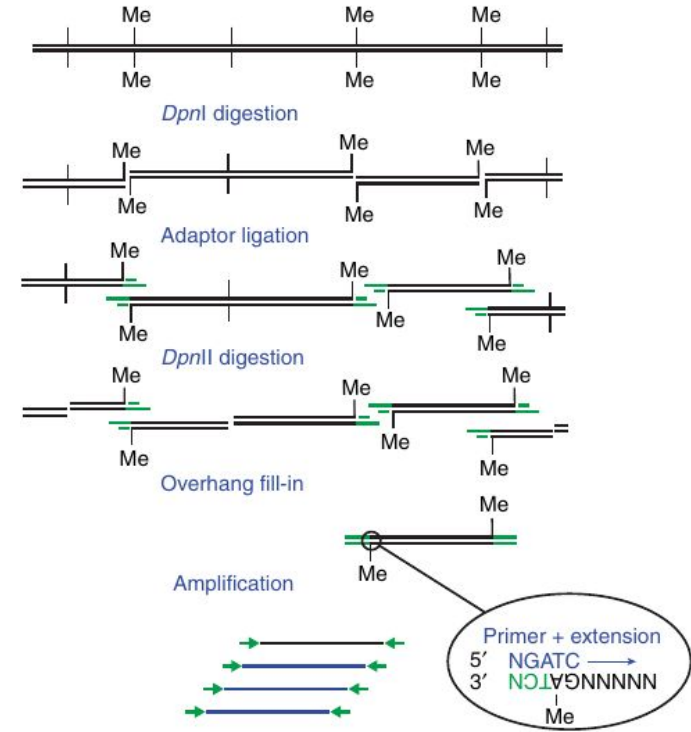 Me Me Me
Me Me Me
DpnI digestion
Me Me Me
Me Me Me
Adaptor ligation
Me Me Me
Me Me Me
DpnII digestion
Me Me Me
Me Me Me
Overhang fill-in
Me
Me
Amplification
Primer + extension
5′ NGATC
3′ NCTAGNNNNN
Me